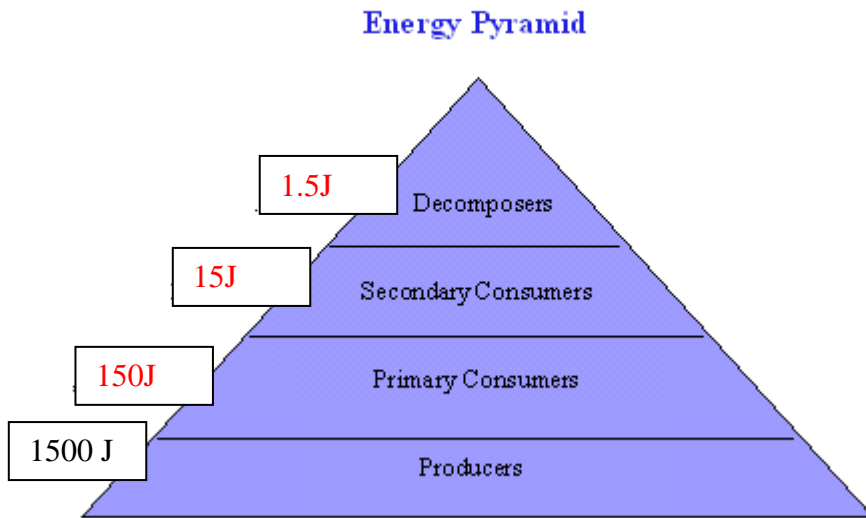 Energy Pyramid
1.5J
Decomposers
15J
Secondary Consumers
150J
Primary Consumers
1500 J
Producers